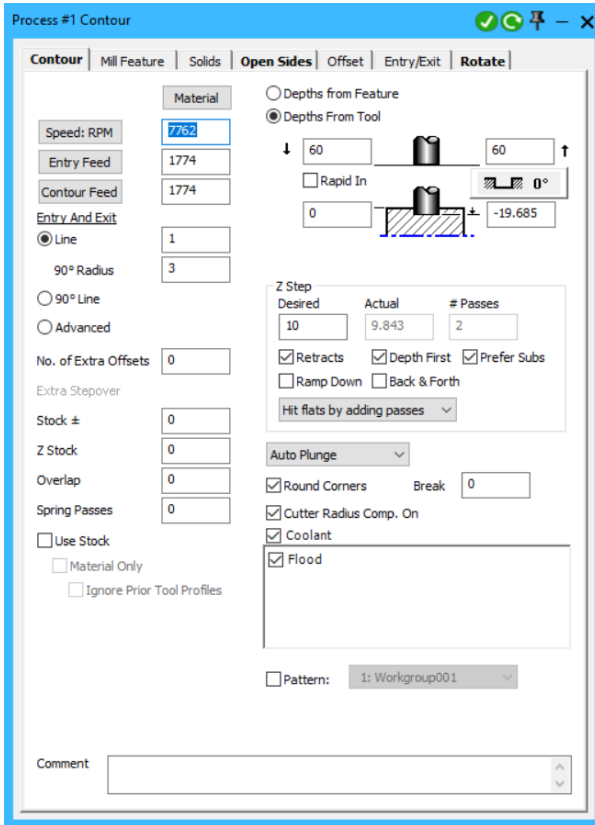 Process #1 Contour
Contour Mill Feature Solids Open Sides Offset Entry/Exit Rotate
Material
Speed: RPM 7762
Entry Feed 1774
Contour Feed 1774
Entry And Exit
Line 1
90° Radius 3
90° Line
Advanced
No. of Extra Offsets 0
Extra Stepover
Stock ± 0
Z Stock 0
Overlap 0
Spring Passes 0
Use Stock
Material Only
Ignore Prior Tool Profiles
Depths from Feature
Depths From Tool
60 60
Rapid In
0°
0 -19.685
Z Step
Desired Actual # Passes
10 9.843 2
Retracts Depth First Prefer Subs
Ramp Down Back & Forth
Hit flats by adding passes
Auto Plunge
Round Corners Break 0
Cutter Radius Comp. On
Coolant
Flood
Pattern: 1: Workgroup001
Comment